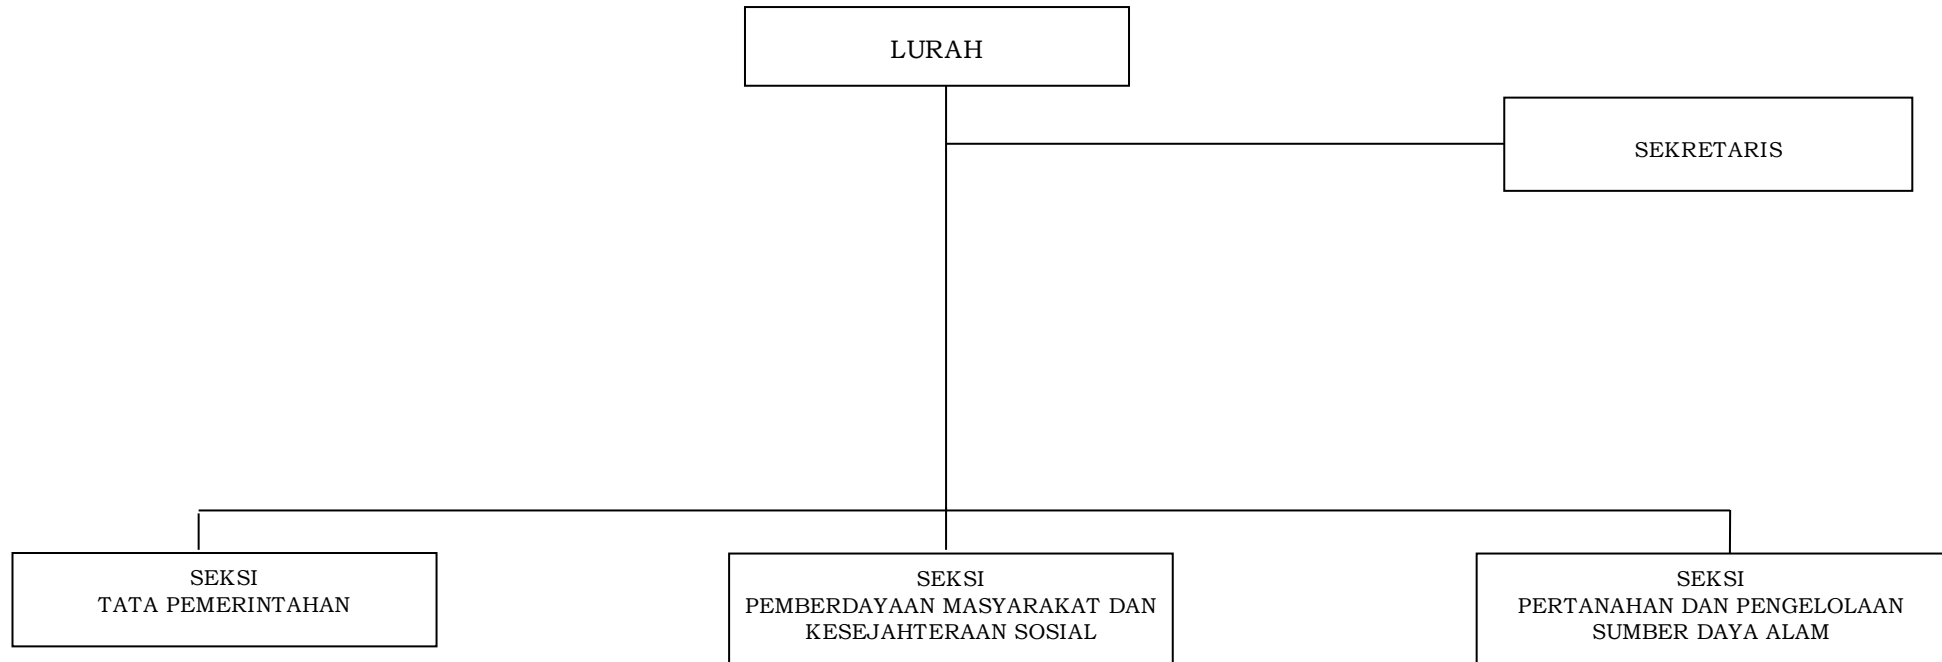 LURAH
SEKRETARIS
SEKSI
TATA PEMERINTAHAN
SEKSI
PEMBERDAYAAN MASYARAKAT DAN
KESEJAHTERAAN SOSIAL
SEKSI
PERTANAHAN DAN PENGELOLAAN
SUMBER DAYA ALAM